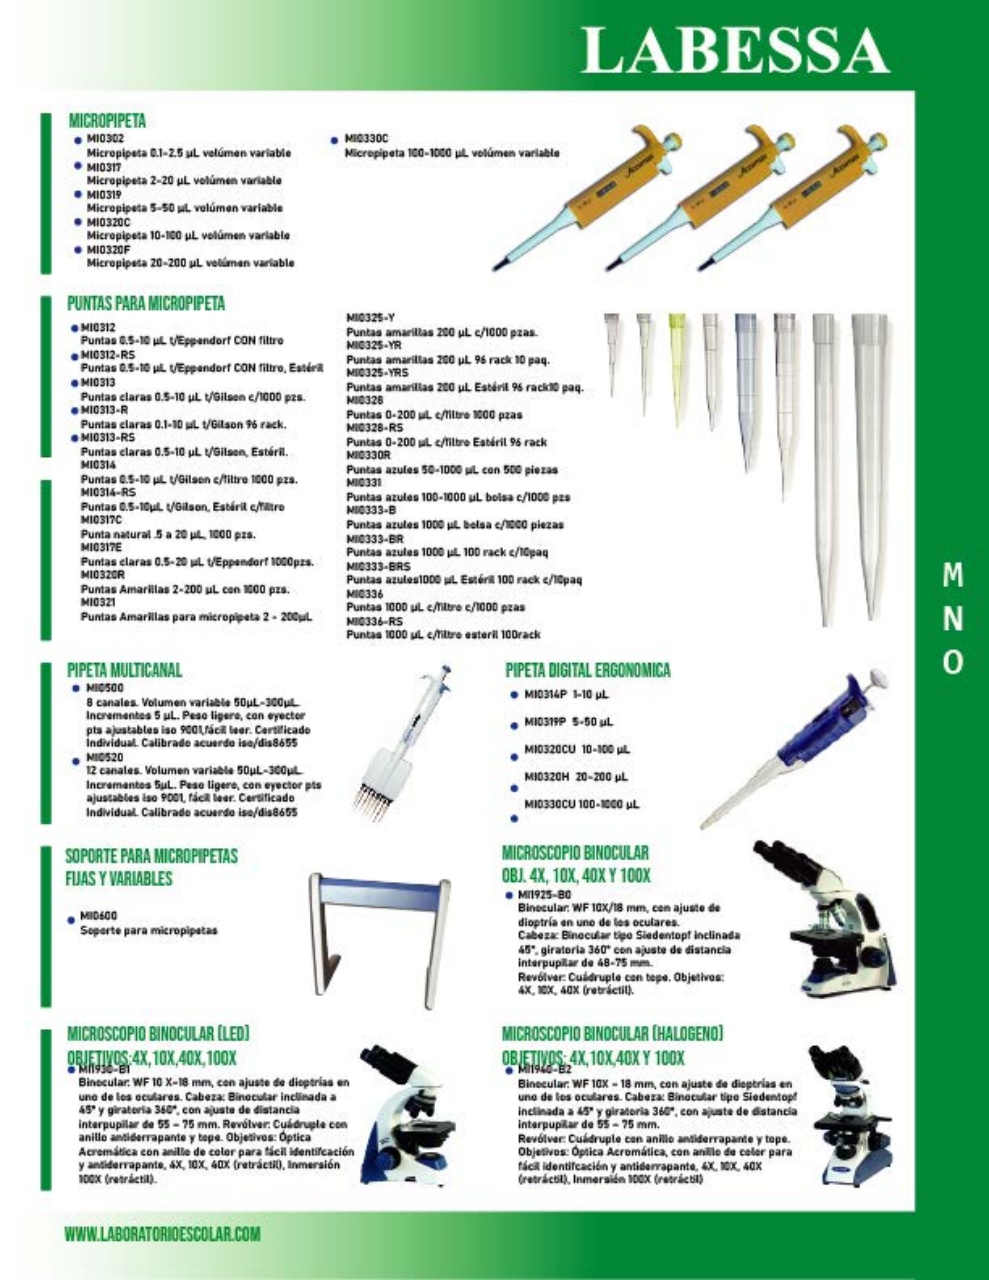 LABESSA
MICROPIPETA
MI0302
Micropipeta 0.1-2.5 µL volúmen variable
MI0317
Micropipeta 2-20 µL volúmen variable
MI0319
Micropipeta 5-50 µL volúmen variable
MI0320C
Micropipeta 10-100 µL volúmen variable
MI0320F
Micropipeta 20-200 µL volúmen variable
MI0330C
Micropipeta 100-1000 µL volúmen variable
PUNTAS PARA MICROPIPETA
MI0312
Puntas 0.5-10 µL t/Eppendorf CON filtro
MI0312-RS
Puntas 0.5-10 µL t/Eppendorf CON filtro, Estéril
MI0313
Puntas claras 0.5-10 µL t/Gilson c/1000 pzs.
MI0313-R
Puntas claras 0.1-10 µL t/Gilson 96 rack.
MI0313-RS
Puntas claras 0.5-10 µL t/Gilson, Estéril.
MI0314
Puntas 0.5-10 µL t/Gilson c/filtro 1000 pzs.
MI0314-RS
Puntas 0.5-10µL t/Gilson, Estéril c/filtro
MI0317C
Punta natural .5 a 20 µL, 1000 pzs.
MI0317E
Puntas claras 0.5-20 µL t/Eppendorf 1000pzs.
MI0320R
Puntas Amarillas 2-200 µL con 1000 pzs.
MI0321
Puntas Amarillas para micropipeta 2 - 200µL
MI0325-Y
Puntas amarillas 200 µL c/1000 pzas.
MI0325-YR
Puntas amarillas 200 µL 96 rack 10 paq.
MI0325-YRS
Puntas amarillas 200 µL Estéril 96 rack10 paq.
MI0328
Puntas 0-200 µL c/filtro 1000 pzas
MI0328-RS
Puntas 0-200 µL c/filtro Estéril 96 rack
MI0330R
Puntas azules 50-1000 µL con 500 piezas
MI0331
Puntas azules 100-1000 µL bolsa c/1000 pzs
MI0333-B
Puntas azules 1000 µL bolsa c/1000 piezas
MI0333-BR
Puntas azules 1000 µL 100 rack c/10paq
MI0333-BRS
Puntas azules1000 µL Estéril 100 rack c/10paq
MI0336
Puntas 1000 µL c/filtro c/1000 pzas
MI0336-RS
Puntas 1000 µL c/filtro esteril 100rack
M
N
O
PIPETA MULTICANAL
MI0500
8 canales. Volumen variable 50µL-300µL.
Incrementos 5 µL. Peso ligero, con eyector
pts ajustables iso 9001,fácil leer. Certificado
Individual. Calibrado acuerdo iso/dis8655
MI0520
12 canales. Volumen variable 50µL-300µL.
Incrementos 5µL. Peso ligero, con eyector pts
ajustables iso 9001, fácil leer. Certificado
Individual. Calibrado acuerdo iso/dis8655
PIPETA DIGITAL ERGONOMICA
MI0314P 1-10 µL
MI0319P 5-50 µL
MI0320CU 10-100 µL
MI0320H 20-200 µL
MI0330CU 100-1000 µL
SOPORTE PARA MICROPIPETAS
FIJAS Y VARIABLES
MI0600
Soporte para micropipetas
MICROSCOPIO BINOCULAR
OBJ. 4X, 10X, 40X Y 100X
MI1925-B0
Binocular: WF 10X/18 mm, con ajuste de
dioptría en uno de los oculares.
Cabeza: Binocular tipo Siedentopf inclinada
45°, giratoria 360° con ajuste de distancia
interpupilar de 48-75 mm.
Revólver: Cuádruple con tope. Objetivos:
4X, 10X, 40X (retráctil).
MICROSCOPIO BINOCULAR (LED)
OBJETIVOS:4X,10X,40X,100X
MI1930-B1
Binocular: WF 10 X-18 mm, con ajuste de dioptrías en
uno de los oculares. Cabeza: Binocular inclinada a
45° y giratoria 360°, con ajuste de distancia
interpupilar de 55 – 75 mm. Revólver: Cuádruple con
anillo antiderrapante y tope. Objetivos: Óptica
Acromática con anillo de color para fácil identifcación
y antiderrapante, 4X, 10X, 40X (retráctil), Inmersión
100X (retráctil).
MICROSCOPIO BINOCULAR (HALOGENO)
OBJETIVOS: 4X,10X,40X Y 100X
MI1940-B2
Binocular: WF 10X - 18 mm, con ajuste de dioptrías en
uno de los oculares. Cabeza: Binocular tipo Siedentopf
inclinada a 45° y giratoria 360°, con ajuste de distancia
interpupilar de 55 – 75 mm.
Revólver: Cuádruple con anillo antiderrapante y tope.
Objetivos: Óptica Acromática, con anillo de color para
fácil identifcación y antiderrapante, 4X, 10X, 40X
(retráctil), Inmersión 100X (retráctil)
WWW.LABORATORIOESCOLAR.COM